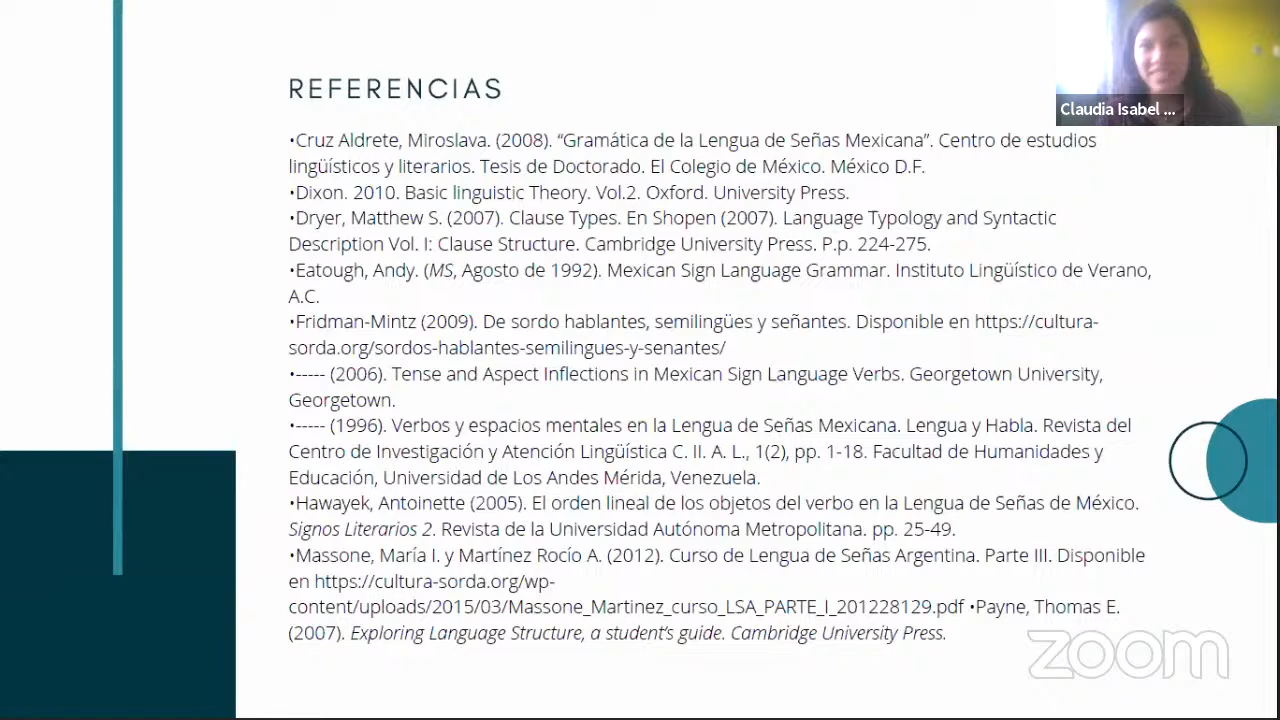 REFERENCIAS
Claudia Isabel ...
•Cruz Aldrete, Miroslava. (2008). “Gramática de la Lengua de Señas Mexicana”. Centro de estudios
lingüísticos y literarios. Tesis de Doctorado. El Colegio de México. México D.F.
•Dixon. 2010. Basic linguistic Theory. Vol.2. Oxford. University Press.
•Dryer, Matthew S. (2007). Clause Types. En Shopen (2007). Language Typology and Syntactic
Description Vol. I: Clause Structure. Cambridge University Press. P.p. 224-275.
•Eatough, Andy. (MS, Agosto de 1992). Mexican Sign Language Grammar. Instituto Lingüístico de Verano,
A.C.
•Fridman-Mintz (2009). De sordo hablantes, semilingües y señantes. Disponible en https://cultura-
sorda.org/sordos-hablantes-semilingues-y-senantes/
•----- (2006). Tense and Aspect Inflections in Mexican Sign Language Verbs. Georgetown University,
Georgetown.
•----- (1996). Verbos y espacios mentales en la Lengua de Señas Mexicana. Lengua y Habla. Revista del
Centro de Investigación y Atención Lingüística C. II. A. L., 1(2), pp. 1-18. Facultad de Humanidades y
Educación, Universidad de Los Andes Mérida, Venezuela.
•Hawayek, Antoinette (2005). El orden lineal de los objetos del verbo en la Lengua de Señas de México.
Signos Literarios 2. Revista de la Universidad Autónoma Metropolitana. pp. 25-49.
•Massone, María I. y Martínez Rocío A. (2012). Curso de Lengua de Señas Argentina. Parte III. Disponible
en https://cultura-sorda.org/wp-
content/uploads/2015/03/Massone_Martinez_curso_LSA_PARTE_I_201228129.pdf •Payne, Thomas E.
(2007). Exploring Language Structure, a student’s guide. Cambridge University Press.
zoom